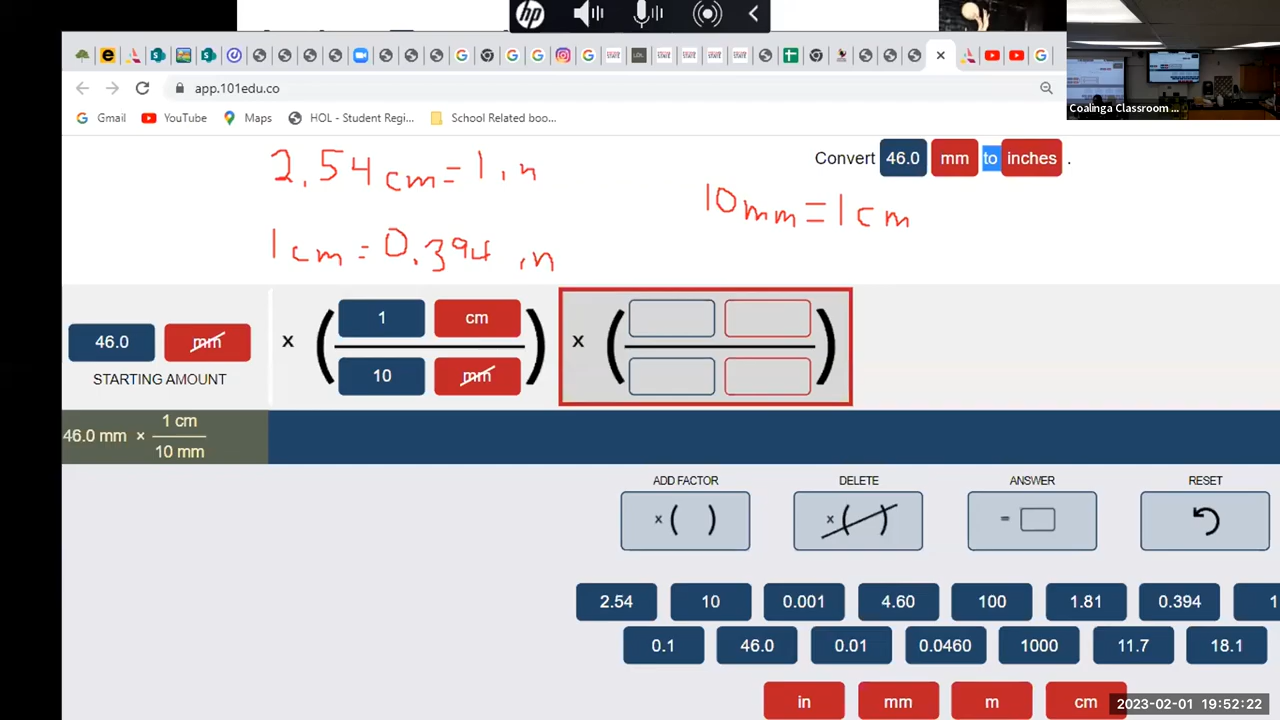 hp
app.101edu.co
Gmail YouTube Maps HOL - Student Regi... School Related boo...
Coalinga Classroom ...
Convert 46.0 mm to inches .
2.54 cm = 1 in
10 mm = 1 cm
1 cm = 0.394 in
46.0 mm x ( 1 cm / 10 mm ) x ( )
STARTING AMOUNT
46.0 mm × 1 cm / 10 mm
ADD FACTOR DELETE ANSWER RESET
x ( ) x ( ) =
2.54 10 0.001 4.60 100 1.81 0.394 1
0.1 46.0 0.01 0.0460 1000 11.7 18.1
in mm m cm
2023-02-01 19:52:22